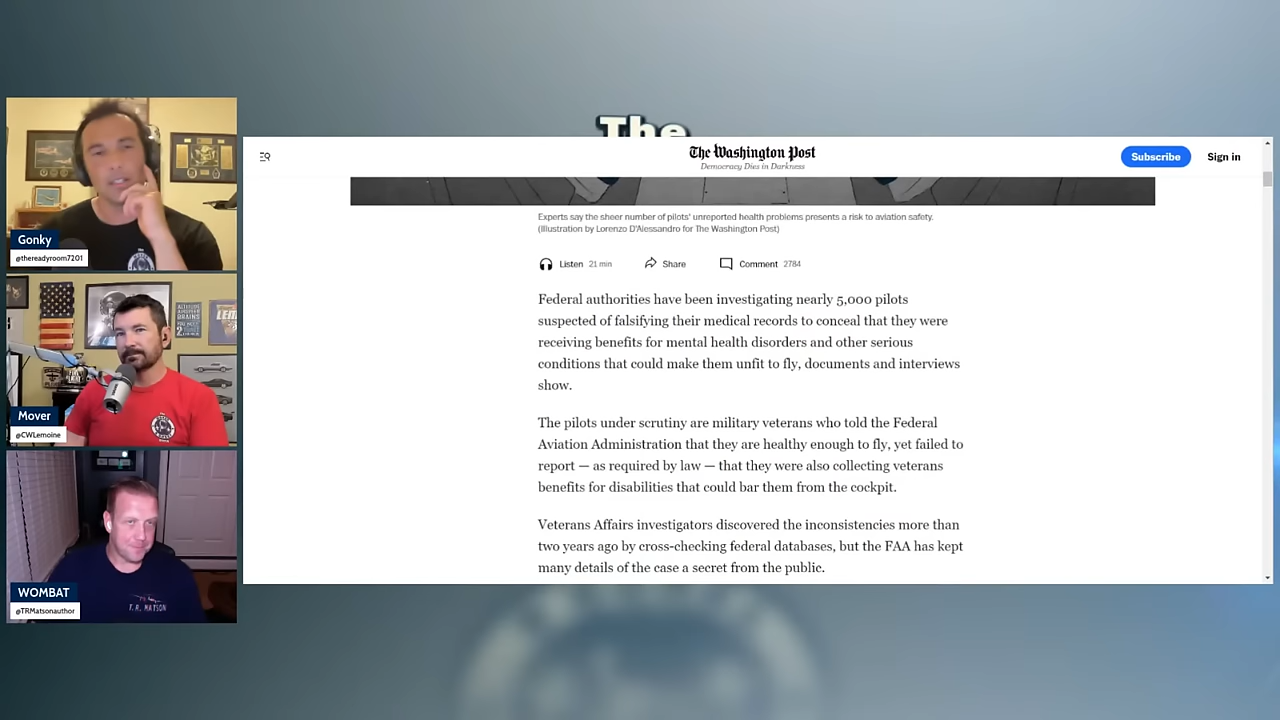 The
The Washington Post
Democracy Dies in Darkness
Subscribe
Sign in
Experts say the sheer number of pilots' unreported health problems presents a risk to aviation safety.
(Illustration by Lorenzo D'Alessandro for The Washington Post)
Listen 21 min
Share
Comment 2784
Federal authorities have been investigating nearly 5,000 pilots
suspected of falsifying their medical records to conceal that they were
receiving benefits for mental health disorders and other serious
conditions that could make them unfit to fly, documents and interviews
show.
The pilots under scrutiny are military veterans who told the Federal
Aviation Administration that they are healthy enough to fly, yet failed to
report — as required by law — that they were also collecting veterans
benefits for disabilities that could bar them from the cockpit.
Veterans Affairs investigators discovered the inconsistencies more than
two years ago by cross-checking federal databases, but the FAA has kept
many details of the case a secret from the public.
Gonky
@thereadyroom7201
Mover
@CWLemoine
WOMBAT
@TRMatsonauthor
T.R. MATSON